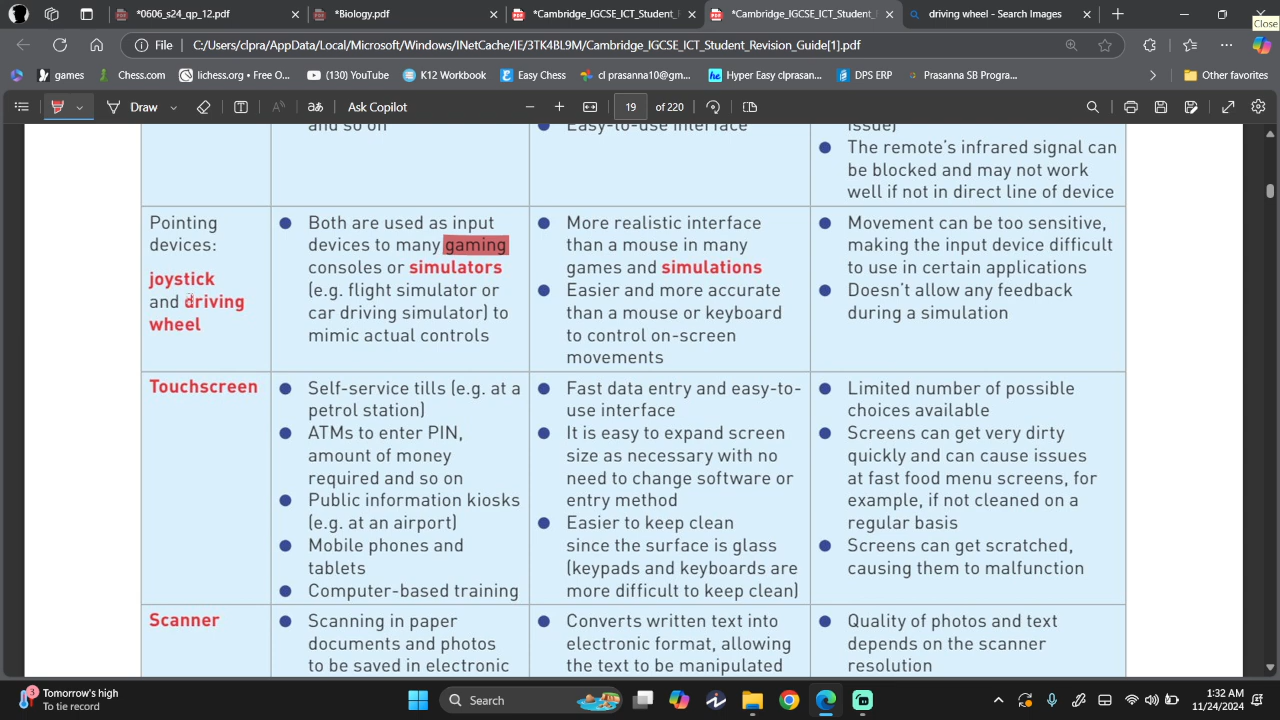 *0606_s24_qp_12.pdf
*Biology.pdf
*Cambridge_IGCSE_ICT_Student_F
*Cambridge_IGCSE_ICT_Student_
driving wheel - Search Images
Close
File
C:/Users/clpra/AppData/Local/Microsoft/Windows/INetCache/IE/3TK4BL9M/Cambridge_IGCSE_ICT_Student_Revision_Guide[1].pdf
games
Chess.com
lichess.org • Free O...
(130) YouTube
K12 Workbook
Easy Chess
cl prasanna10@gm...
Hyper Easy clprasan...
DPS ERP
Prasanna SB Progra...
Other favorites
Draw
Ask Copilot
19 of 220
and so on
Easy-to-use interface
issue)
The remote's infrared signal can
be blocked and may not work
well if not in direct line of device
Pointing
devices:
joystick
and driving
wheel
Both are used as input
devices to many gaming
consoles or simulators
(e.g. flight simulator or
car driving simulator) to
mimic actual controls
More realistic interface
than a mouse in many
games and simulations
Easier and more accurate
than a mouse or keyboard
to control on-screen
movements
Movement can be too sensitive,
making the input device difficult
to use in certain applications
Doesn't allow any feedback
during a simulation
Touchscreen
Self-service tills (e.g. at a
petrol station)
ATMs to enter PIN,
amount of money
required and so on
Public information kiosks
(e.g. at an airport)
Mobile phones and
tablets
Computer-based training
Fast data entry and easy-to-
use interface
It is easy to expand screen
size as necessary with no
need to change software or
entry method
Easier to keep clean
since the surface is glass
(keypads and keyboards are
more difficult to keep clean)
Limited number of possible
choices available
Screens can get very dirty
quickly and can cause issues
at fast food menu screens, for
example, if not cleaned on a
regular basis
Screens can get scratched,
causing them to malfunction
Scanner
Scanning in paper
documents and photos
to be saved in electronic
Converts written text into
electronic format, allowing
the text to be manipulated
Quality of photos and text
depends on the scanner
resolution
3
Tomorrow's high
To tie record
Search
1:32 AM
11/24/2024